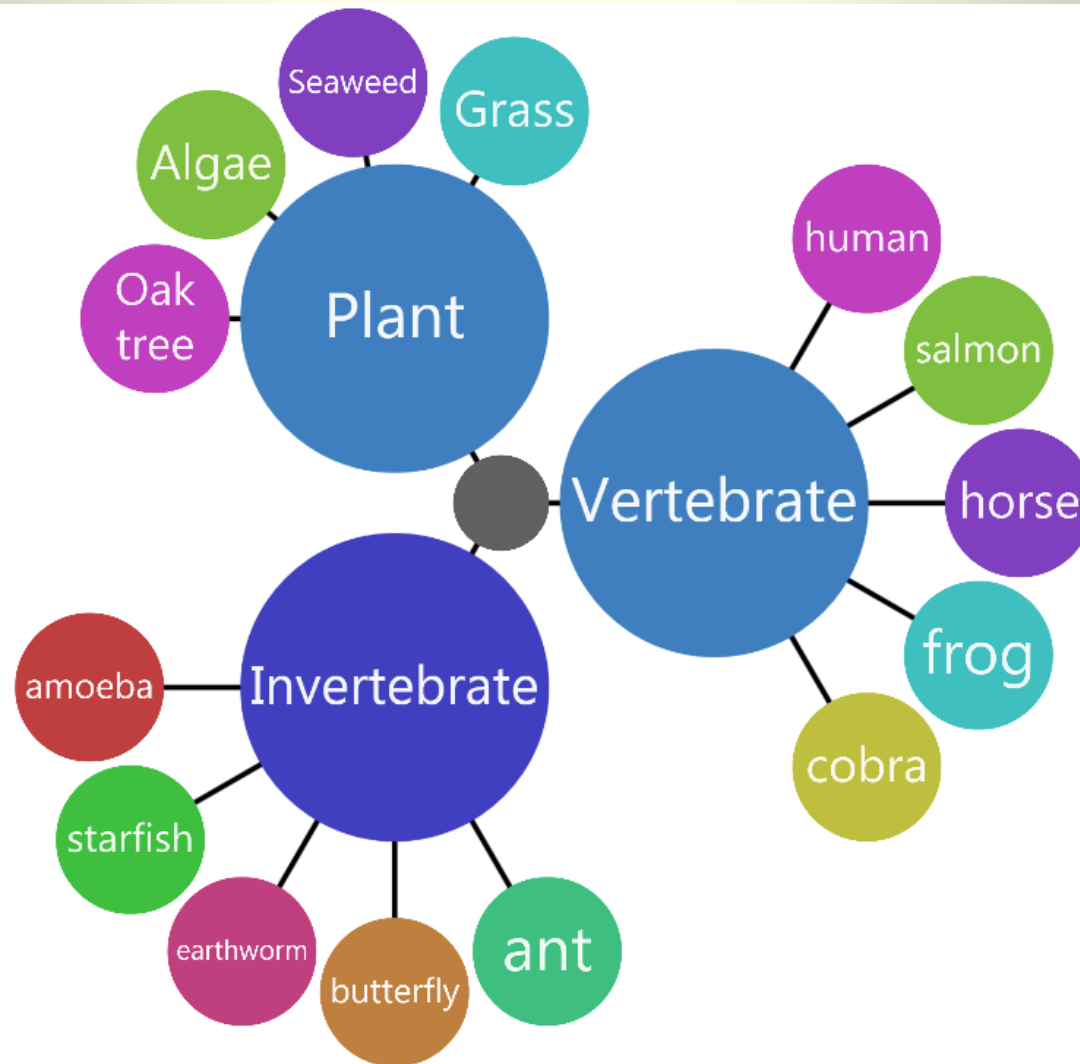 Seaweed
Grass
Algae
Oak
tree
Plant
human
salmon
Vertebrate
horse
frog
cobra
Invertebrate
amoeba
starfish
earthworm
butterfly
ant